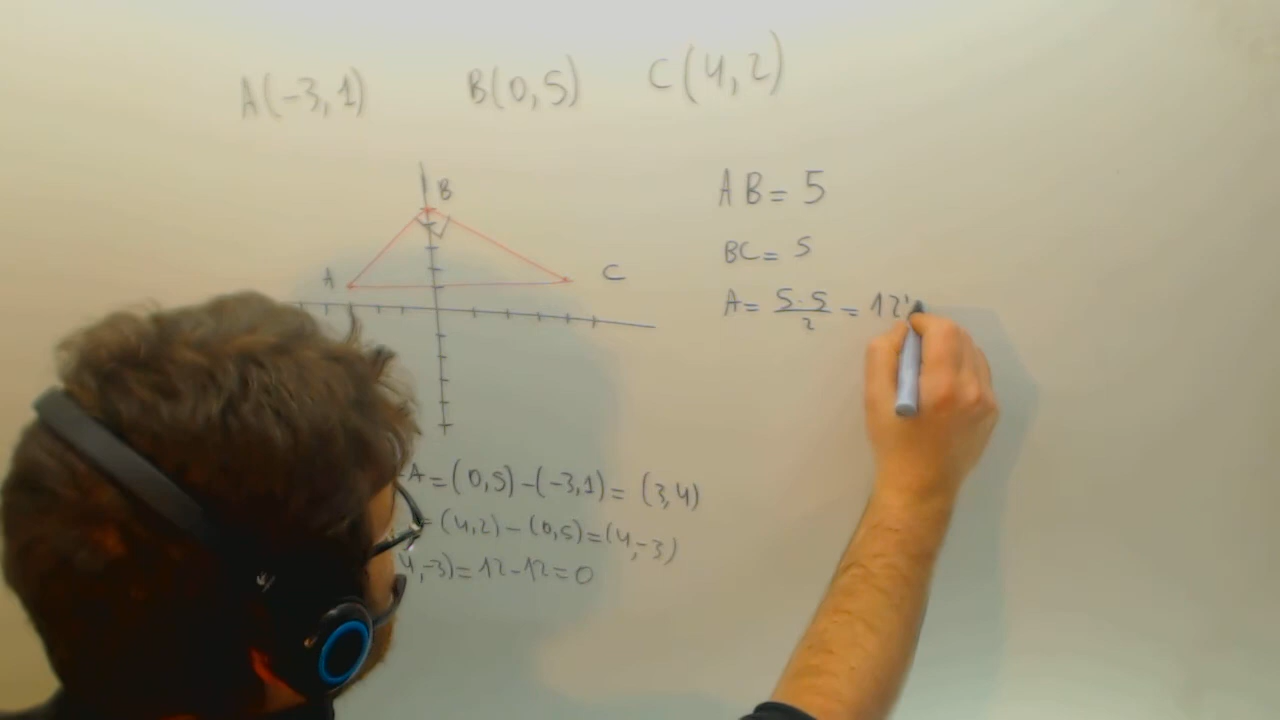 A(-3,1) B(0,5) C(4,2)
B
A
C
AB = 5
BC = 5
A = 5·5/2 = 12'
A = (0,5) - (-3,1) = (3,4)
= (4,2) - (0,5) = (4,-3)
4,-3) = 12 - 12 = 0